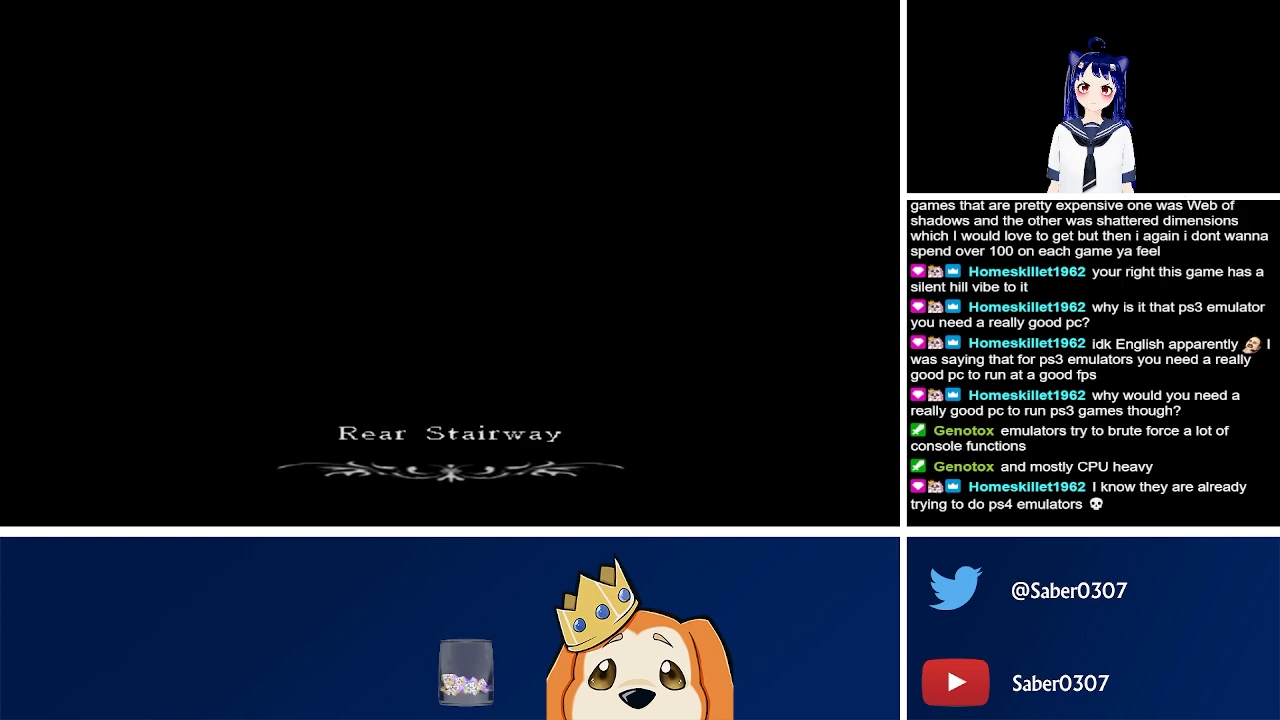 Rear Stairway
games that are pretty expensive one was Web of
shadows and the other was shattered dimensions
which I would love to get but then i again i dont wanna
spend over 100 on each game ya feel
Homeskillet1962 your right this game has a
silent hill vibe to it
Homeskillet1962 why is it that ps3 emulator
you need a really good pc?
Homeskillet1962 idk English apparently I
was saying that for ps3 emulators you need a really
good pc to run at a good fps
Homeskillet1962 why would you need a
really good pc to run ps3 games though?
Genotox emulators try to brute force a lot of
console functions
Genotox and mostly CPU heavy
Homeskillet1962 I know they are already
trying to do ps4 emulators
@Saber0307
Saber0307